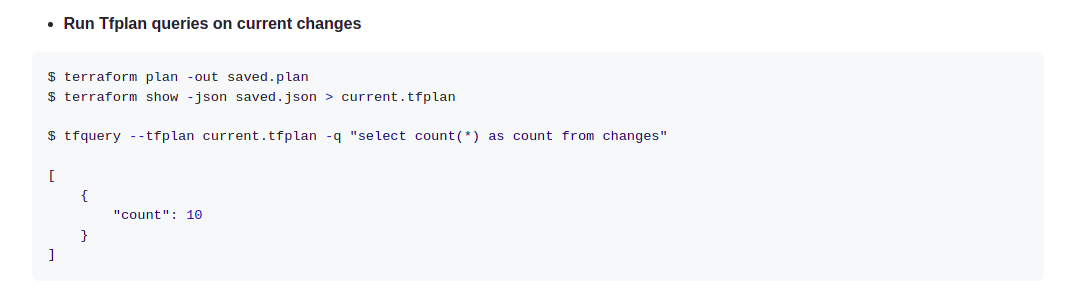 • Run Tfplan queries on current changes
$ terraform plan -out saved.plan
$ terraform show -json saved.json > current.tfplan
$ tfquery --tfplan current.tfplan -q "select count(*) as count from changes"
[
    {
        "count": 10
    }
]